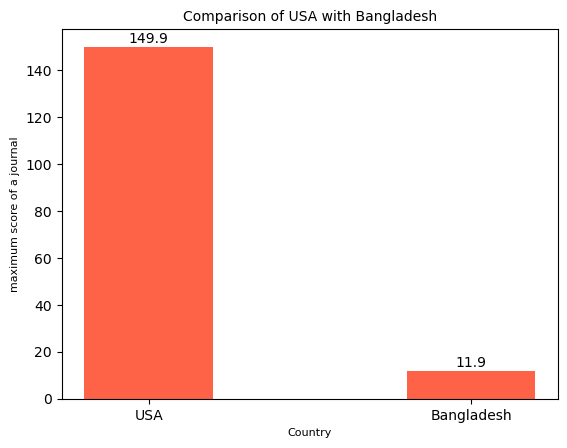 Comparison of USA with Bangladesh
149.9
140
120
100
80
60
40
20
0
maximum score of a journal
11.9
USA
Bangladesh
Country